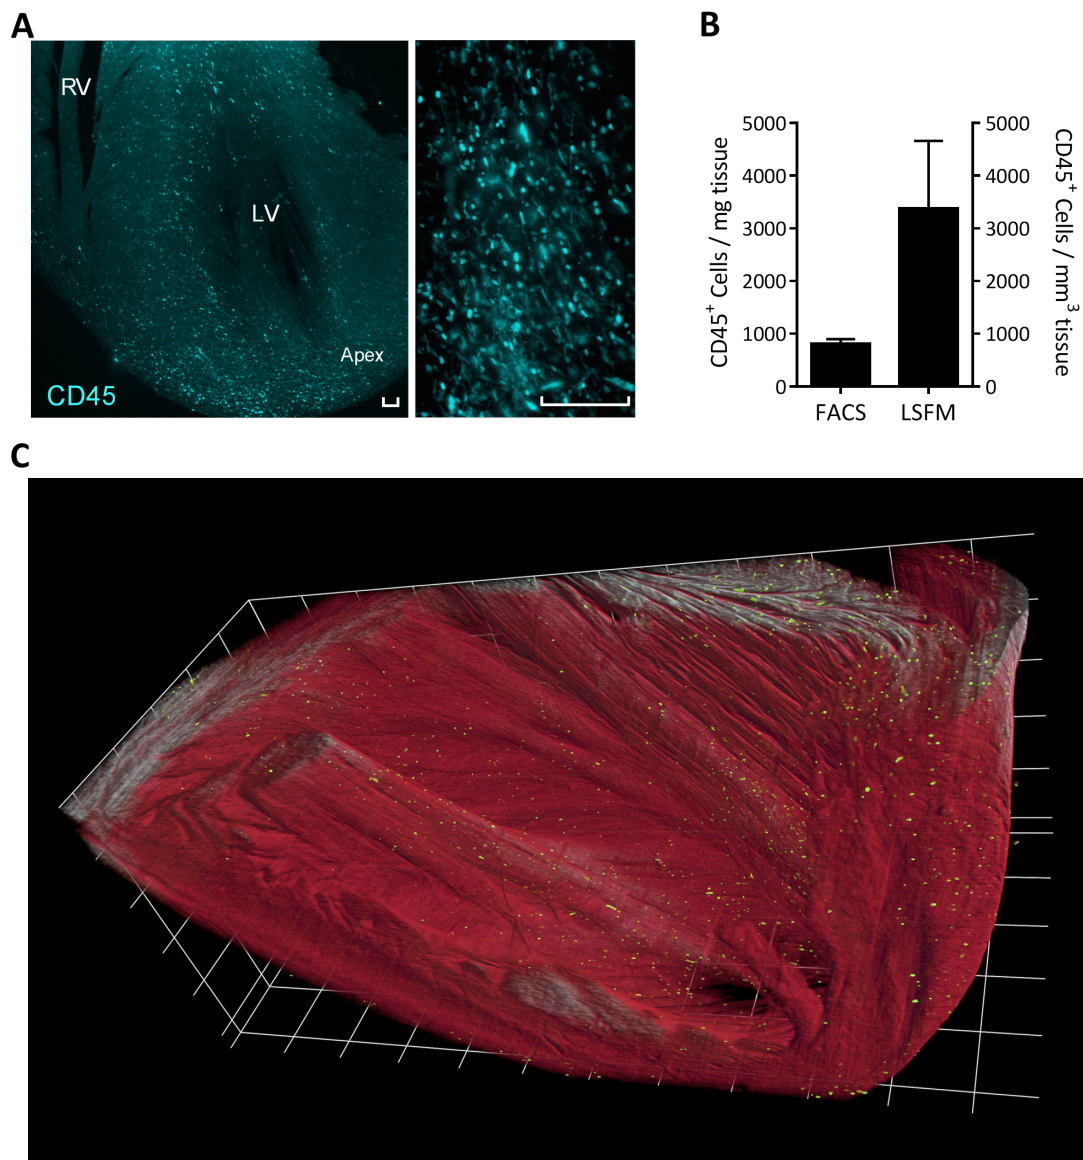 A
RV
LV
Apex
CD45
B
CD45⁺ Cells / mg tissue
5000
4000
3000
2000
1000
0
FACS
LSFM
5000
4000
3000
2000
1000
0
CD45⁺ Cells / mm³ tissue
C